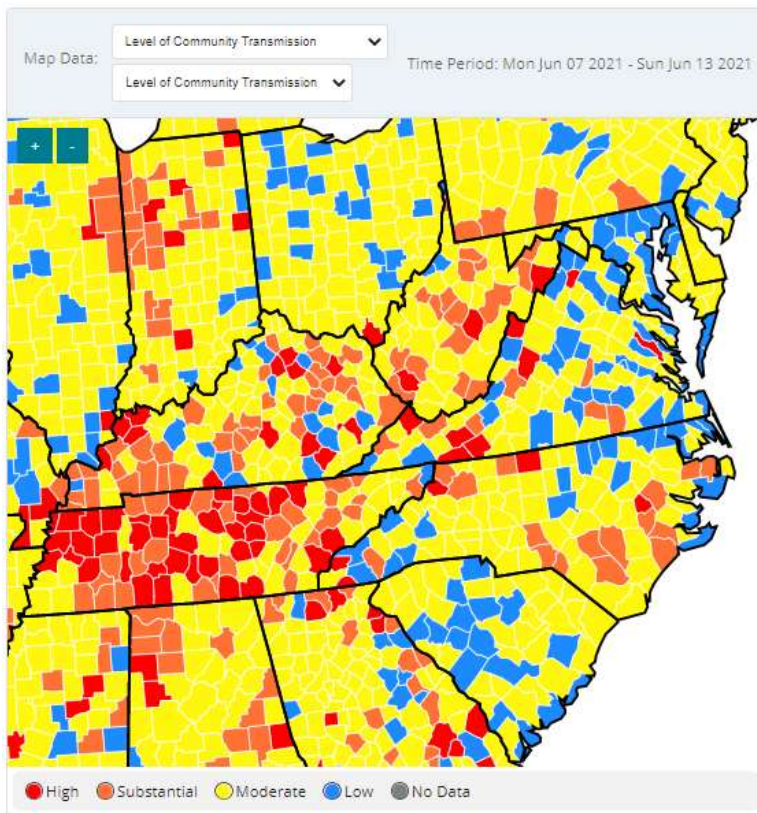 Map Data:
Level of Community Transmission
Level of Community Transmission
Time Period: Mon Jun 07 2021 - Sun Jun 13 2021
+ -
High Substantial Moderate Low No Data